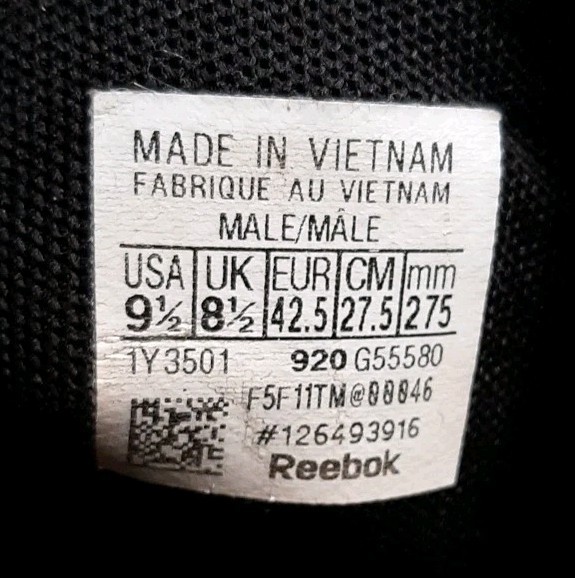 MADE IN VIETNAM
FABRIQUE AU VIETNAM
MALE/MÂLE
USA UK EUR CM mm
9½ 8½ 42.5 27.5 275
1Y3501 920 G55580
F5F11TM@00046
#126493916
Reebok